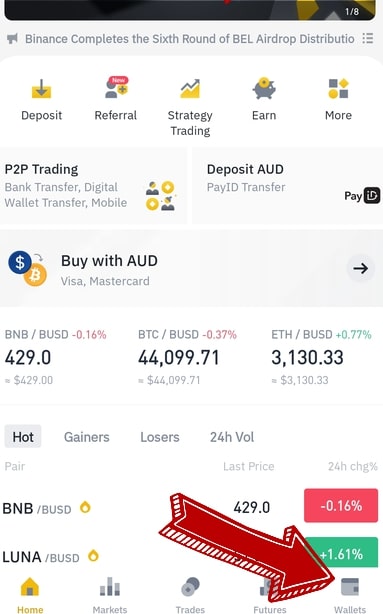 1/8
Binance Completes the Sixth Round of BEL Airdrop Distributio
New
Deposit
Referral
Strategy
Trading
Earn
More
P2P Trading
Bank Transfer, Digital
Wallet Transfer, Mobile
Deposit AUD
PayID Transfer
Pay iD
Buy with AUD
Visa, Mastercard
BNB / BUSD -0.16%
429.0
≈ $429.00
BTC / BUSD -0.37%
44,099.71
≈ $44,099.71
ETH / BUSD +0.77%
3,130.33
≈ $3,130.33
Hot Gainers Losers 24h Vol
Pair Last Price 24h chg%
BNB /BUSD 429.0 -0.16%
LUNA /BUSD +1.61%
Home Markets Trades Futures Wallets